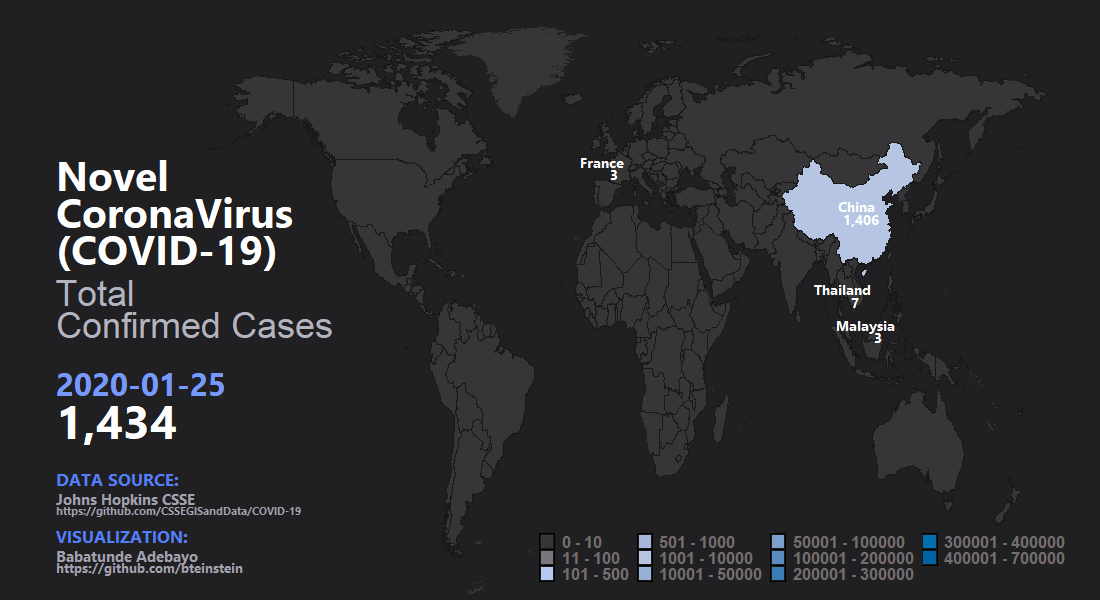 Novel
CoronaVirus
(COVID-19)
Total
Confirmed Cases
2020-01-25
1,434
DATA SOURCE:
Johns Hopkins CSSE
https://github.com/CSSEGISandData/COVID-19
VISUALIZATION:
Babatunde Adebayo
https://github.com/bteinstein
France
3
China
1,406
Thailand
7
Malaysia
3
0 - 10
11 - 100
101 - 500
501 - 1000
1001 - 10000
10001 - 50000
50001 - 100000
100001 - 200000
200001 - 300000
300001 - 400000
400001 - 700000